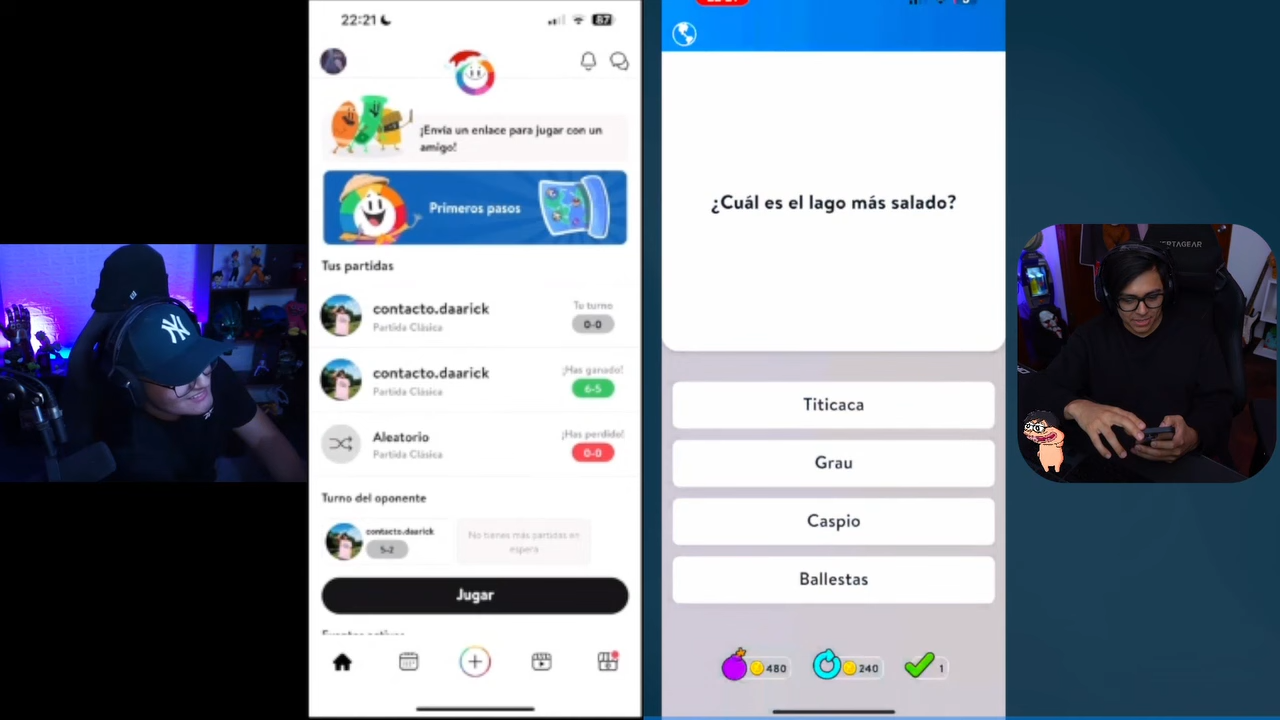 22:21
87
¡Envía un enlace para jugar con un
amigo!
Primeros pasos
Tus partidas
contacto.daarick
Partida Clásica
Tu turno
0-0
contacto.daarick
Partida Clásica
¡Has ganado!
6-5
Aleatorio
Partida Clásica
¡Has perdido!
0-0
Turno del oponente
contacto.daarick
5-2
No tienes más partidas en
espera
Jugar
¿Cuál es el lago más salado?
Titicaca
Grau
Caspio
Ballestas
480
240
1
NY